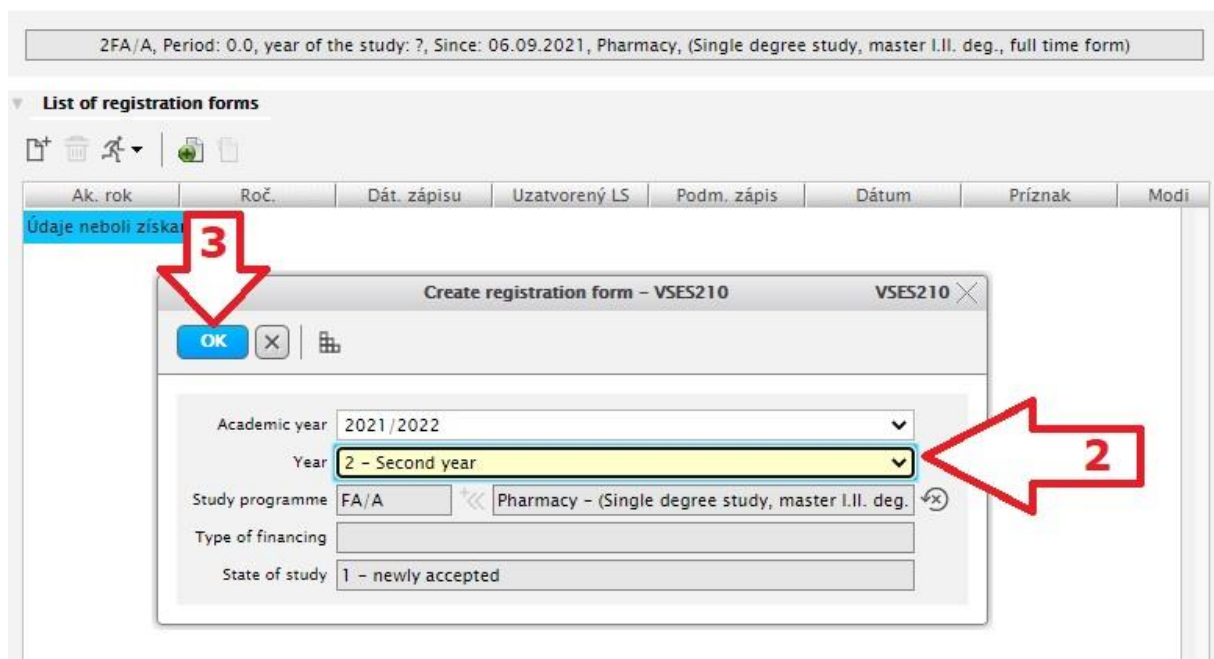 2FA/A, Period: 0.0, year of the study: ?, Since: 06.09.2021, Pharmacy, (Single degree study, master I.II. deg., full time form)
List of registration forms
Ak. rok Roč. Dát. zápisu Uzatvorený LS Podm. zápis Dátum Príznak Modi
Údaje neboli získa
3
Create registration form – VSES210 VSES210
OK
Academic year 2021/2022
Year 2 – Second year
2
Study programme FA/A Pharmacy – (Single degree study, master I.II. deg.
Type of financing
State of study 1 – newly accepted